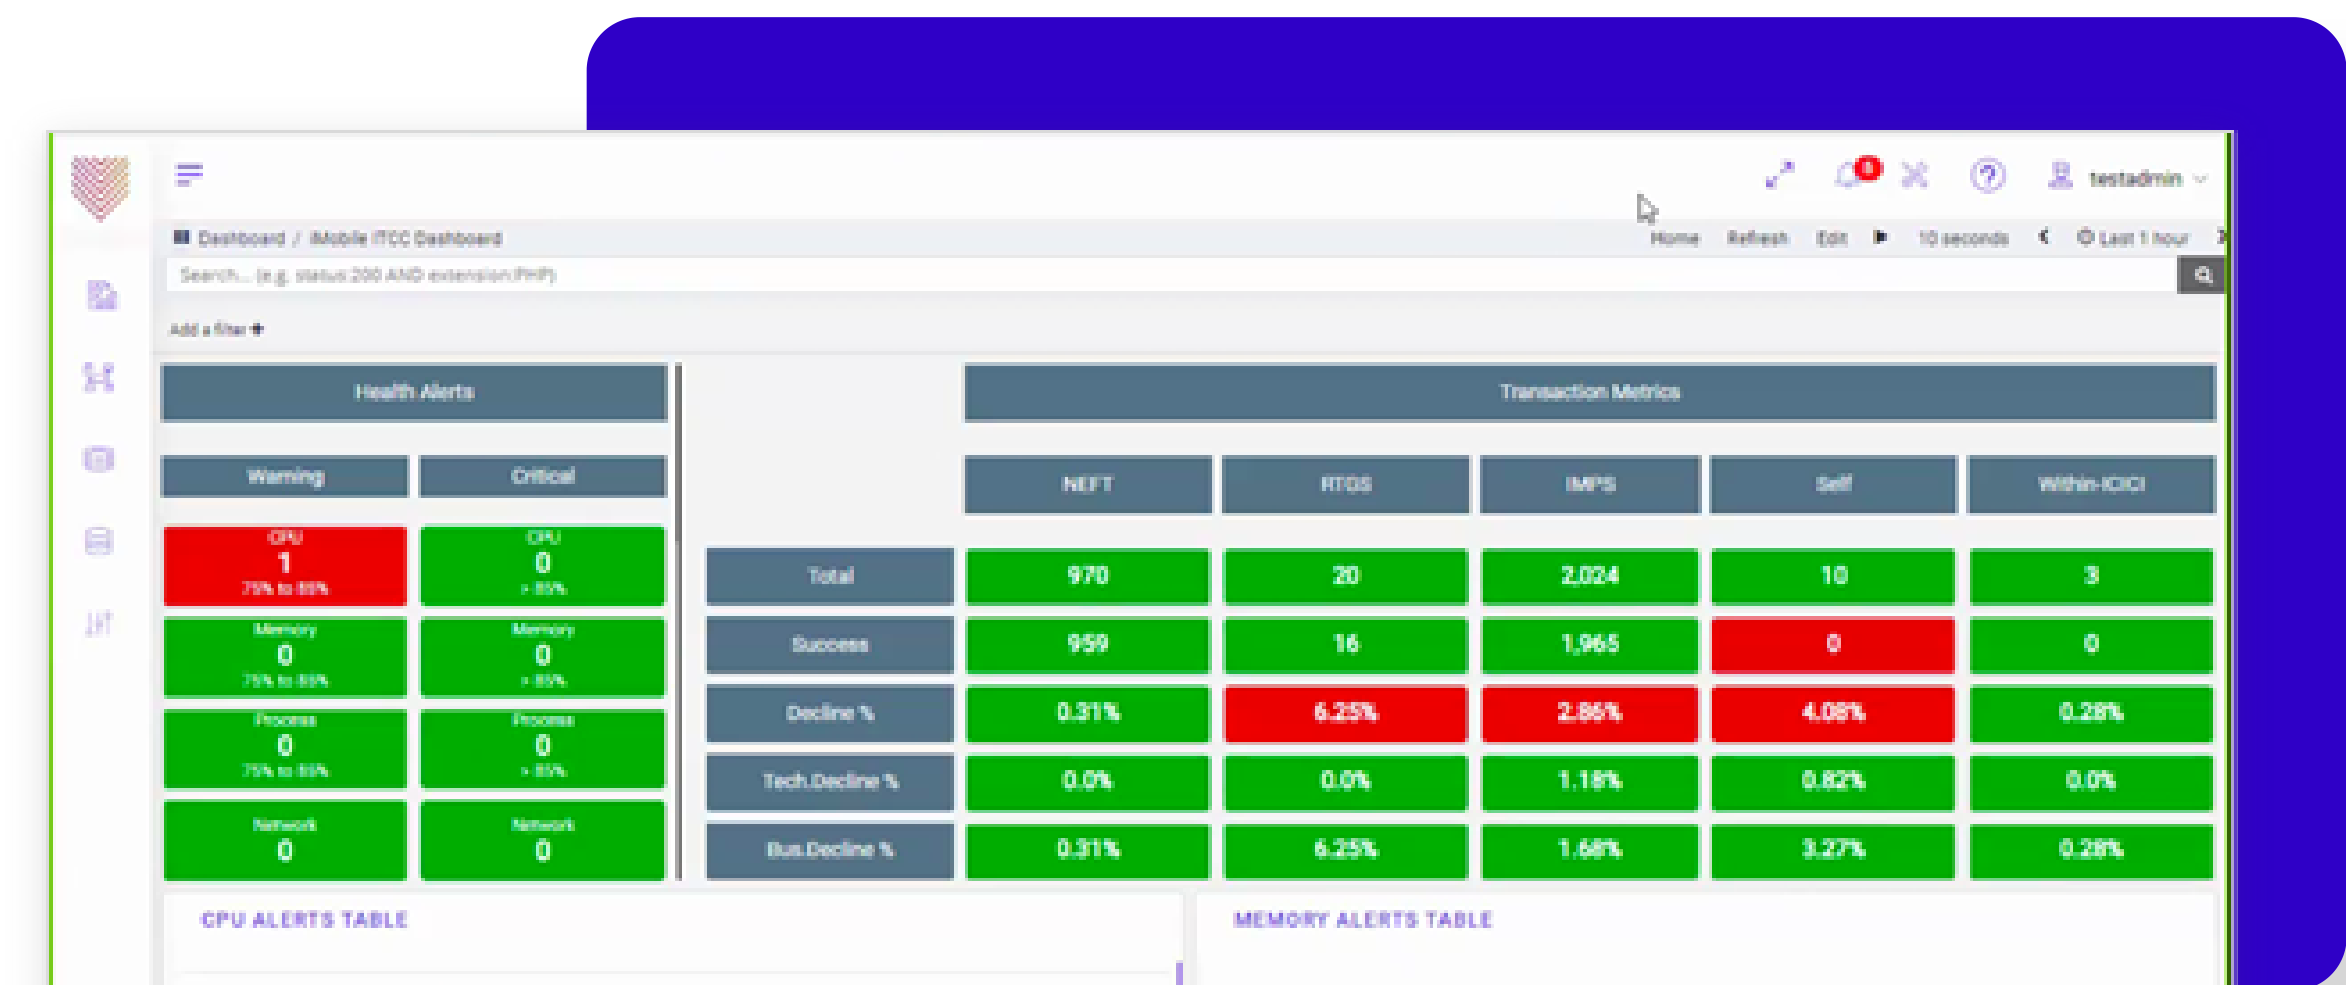 0
testadmin
Dashboard / iMobile ITCC Dashboard
Home Refresh Edit 10 seconds Last 1 hour
Search... (e.g. status:200 AND extension:PHP)
Add a filter +
Health Alerts
Transaction Metrics
Warning Critical
NEFT RTGS IMPS Self Within-ICICI
CPU
1
75% to 85%
CPU
0
> 85%
Memory
0
75% to 85%
Memory
0
> 85%
Process
0
75% to 85%
Process
0
> 85%
Network
0
Network
0
Total 970 20 2,024 10 3
Success 959 16 1,965 0 0
Decline % 0.31% 6.25% 2.86% 4.08% 0.28%
Tech.Decline % 0.0% 0.0% 1.18% 0.82% 0.0%
Bus.Decline % 0.31% 6.25% 1.68% 3.27% 0.28%
CPU ALERTS TABLE
MEMORY ALERTS TABLE